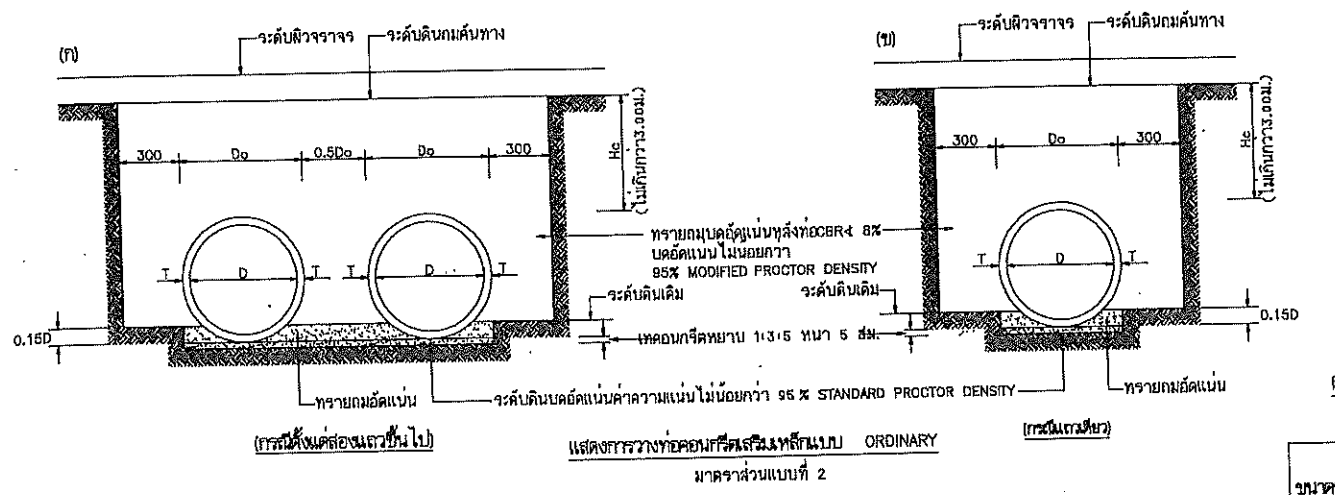 (ก)
ระดับผิวจราจร
ระดับดินถมคันทาง
(ข)
ระดับผิวจราจร
ระดับดินถมคันทาง
300
Do
0.5Do
Do
300
Hc
(ไม่เกินกว่า3.00ม.)
300
Do
300
Hc
(ไม่เกินกว่า3.00ม.)
ทรายถมบดอัดแน่นหลังท่อCBR≮ 8%
บดอัดแน่นไม่น้อยกว่า
95% MODIFIED PROCTOR DENSITY
T
D
T
T
D
T
T
D
T
ระดับดินเดิม
ระดับดินเดิม
0.15D
เทคอนกรีตหยาบ 1:3:5 หนา 5 ซม.
0.15D
ทรายถมอัดแน่น
ระดับดินบดอัดแน่นค่าความแน่นไม่น้อยกว่า 95 % STANDARD PROCTOR DENSITY
ทรายถมอัดแน่น
(กรณีตั้งแต่สองแถวขึ้นไป)
แสดงการวางท่อคอนกรีตเสริมเหล็กแบบ ORDINARY
(กรณีแถวเดียว)
มาตราส่วนแบบที่ 2